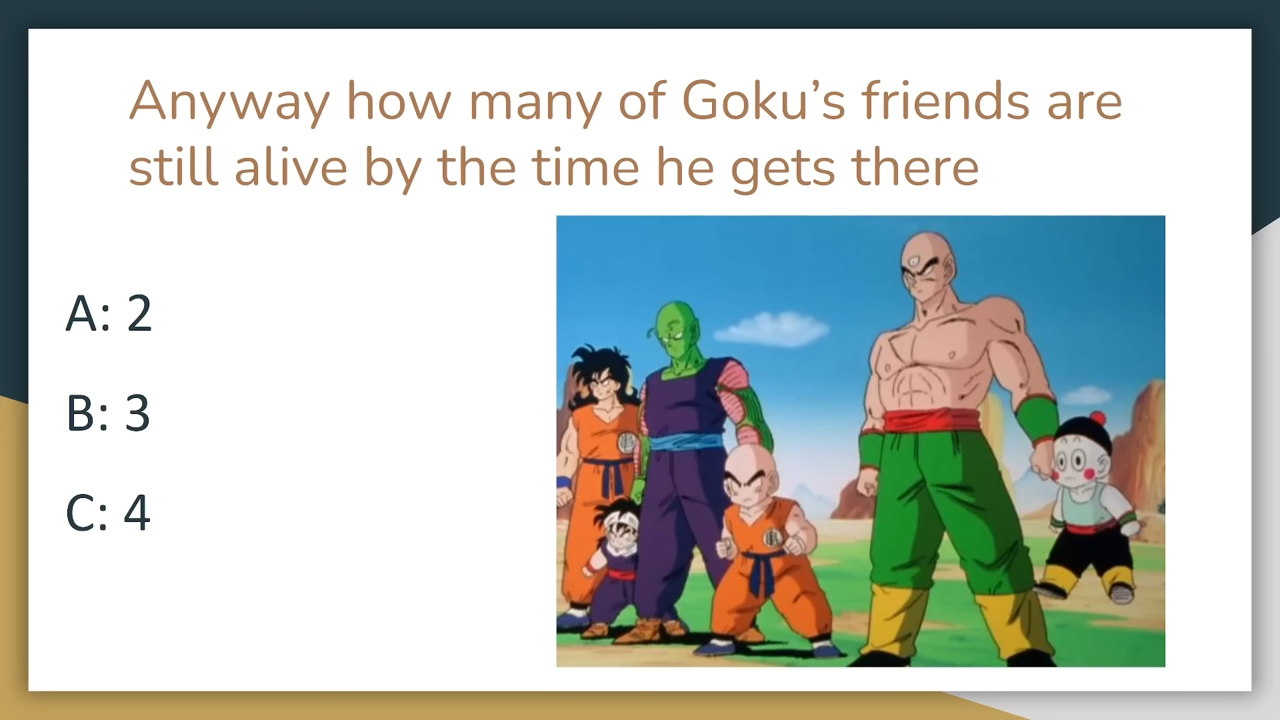 Anyway how many of Goku’s friends are
still alive by the time he gets there
A: 2
B: 3
C: 4